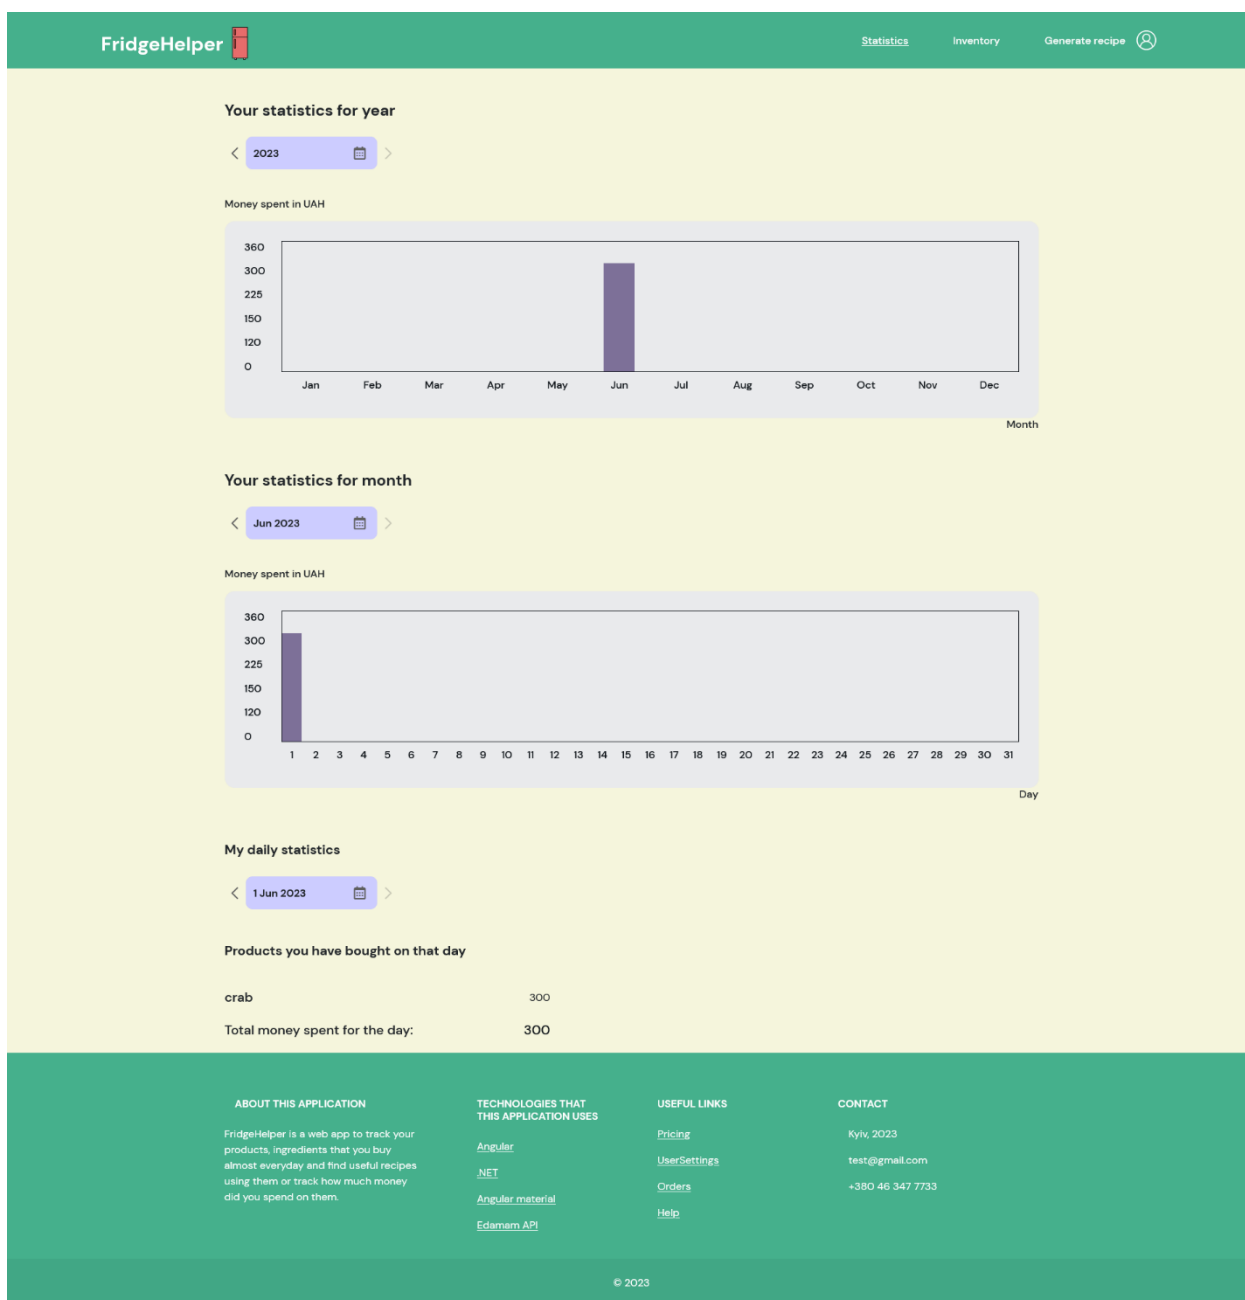 FridgeHelper
Statistics Inventory Generate recipe
Your statistics for year
2023
Money spent in UAH
360
300
225
150
120
0
Jan Feb Mar Apr May Jun Jul Aug Sep Oct Nov Dec
Month
Your statistics for month
Jun 2023
Money spent in UAH
360
300
225
150
120
0
1 2 3 4 5 6 7 8 9 10 11 12 13 14 15 16 17 18 19 20 21 22 23 24 25 26 27 28 29 30 31
Day
My daily statistics
1 Jun 2023
Products you have bought on that day
crab 300
Total money spent for the day: 300
ABOUT THIS APPLICATION
FridgeHelper is a web app to track your
products, ingredients that you buy
almost everyday and find useful recipes
using them or track how much money
did you spend on them.
TECHNOLOGIES THAT
THIS APPLICATION USES
Angular
.NET
Angular material
Edamam API
USEFUL LINKS
Pricing
UserSettings
Orders
Help
CONTACT
Kyiv, 2023
test@gmail.com
+380 46 347 7733
© 2023